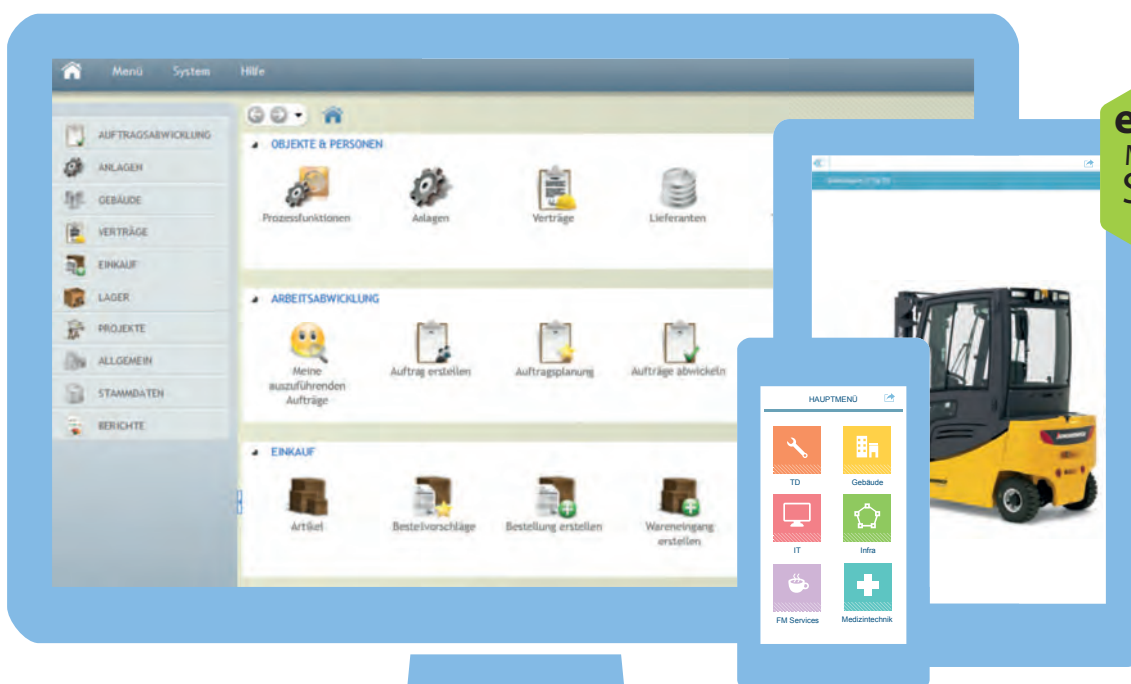 Menü System Hilfe
AUFTRAGSABWICKLUNG
ANLAGEN
GEBÄUDE
VERTRÄGE
EINKAUF
LAGER
PROJEKTE
ALLGEMEIN
STAMMDATEN
BERICHTE
OBJEKTE & PERSONEN
Prozessfunktionen Anlagen Verträge Lieferanten
ARBEITSABWICKLUNG
Meine
auszuführenden
Aufträge
Auftrag erstellen Auftragsplanung Aufträge abwickeln
EINKAUF
Artikel Bestellvorschläge Bestellung erstellen Wareneingang
erstellen
HAUPTMENÜ
TD Gebäude
IT Infra
FM Services Medizintechnik
JUNGHEINRICH
e
S